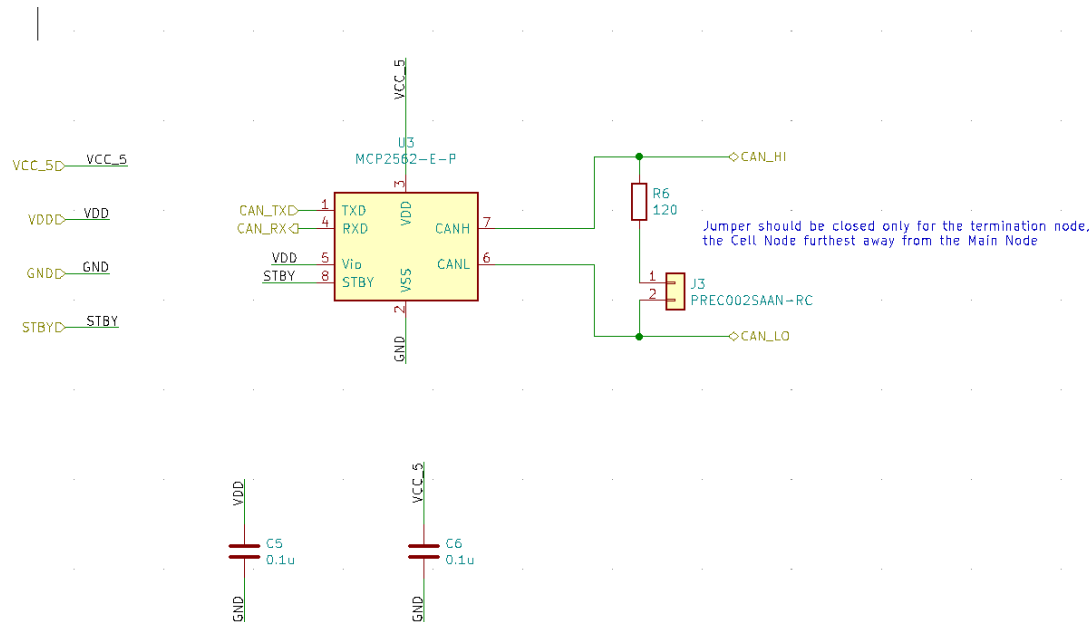 VCC_5
U3
MCP2562-E-P
VCC_5
VCC_5
VDD
VDD
GND
GND
STBY
STBY
CAN_TX
CAN_RX
VDD
STBY
1
4
5
8
TXD
RXD
Vio
STBY
3
VDD
VSS
2
GND
CANH
CANL
7
6
CAN_HI
R6
120
Jumper should be closed only for the termination node,
the Cell Node furthest away from the Main Node
1
2
J3
PREC002SAAN-RC
CAN_LO
VDD
C5
0.1u
GND
VCC_5
C6
0.1u
GND